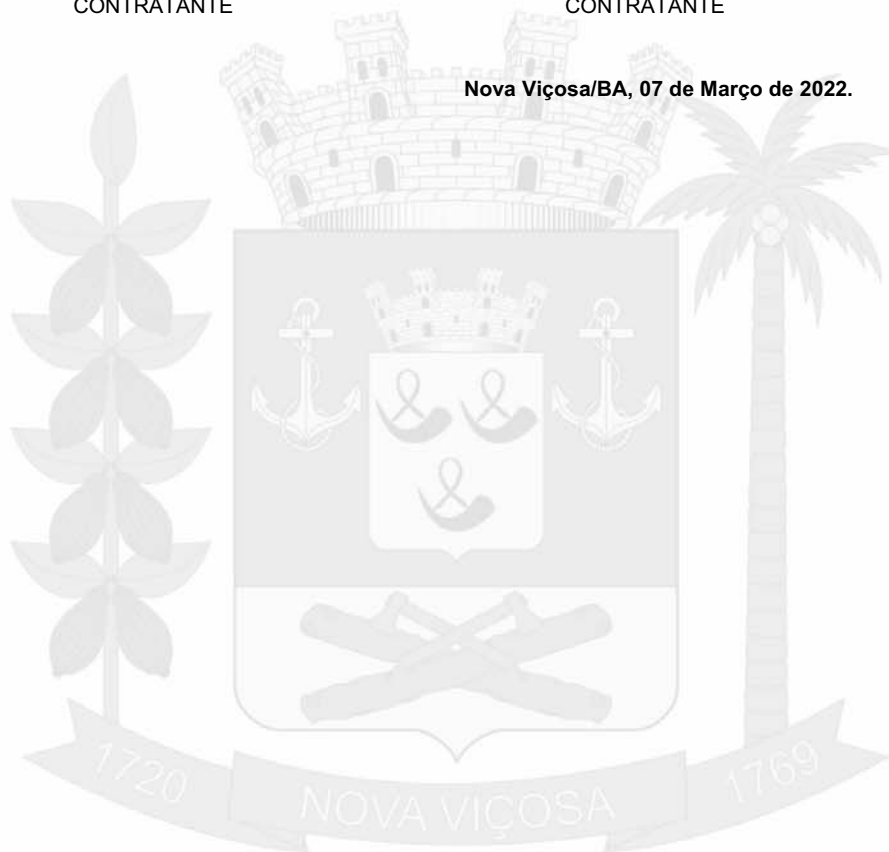 CONTRATANTE CONTRATANTE
Nova Viçosa/BA, 07 de Março de 2022.
1720 NOVA VIÇOSA 1769